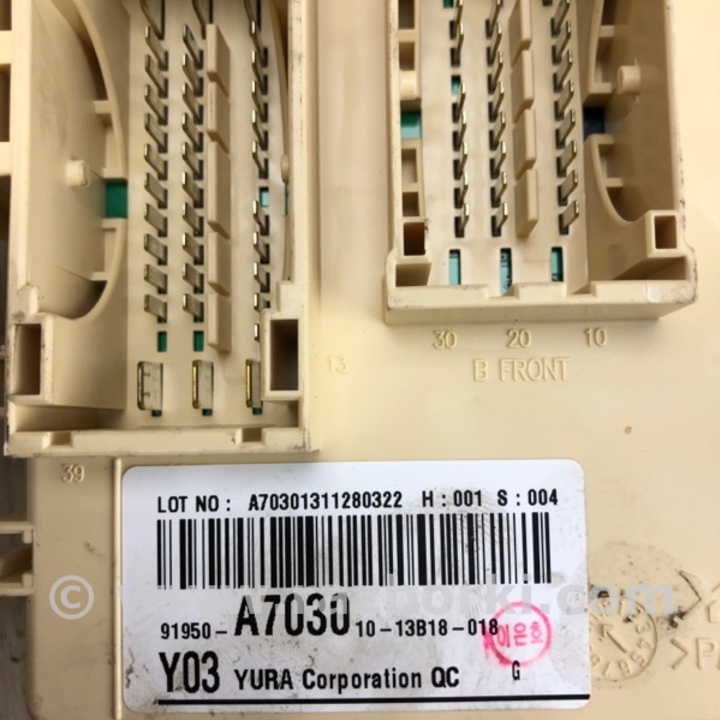 30 20 10
B FRONT
13
39
LOT NO : A70301311280322 H : 001 S : 004
91950-A7030 10-13B18-018
Y03 YURA Corporation QC G